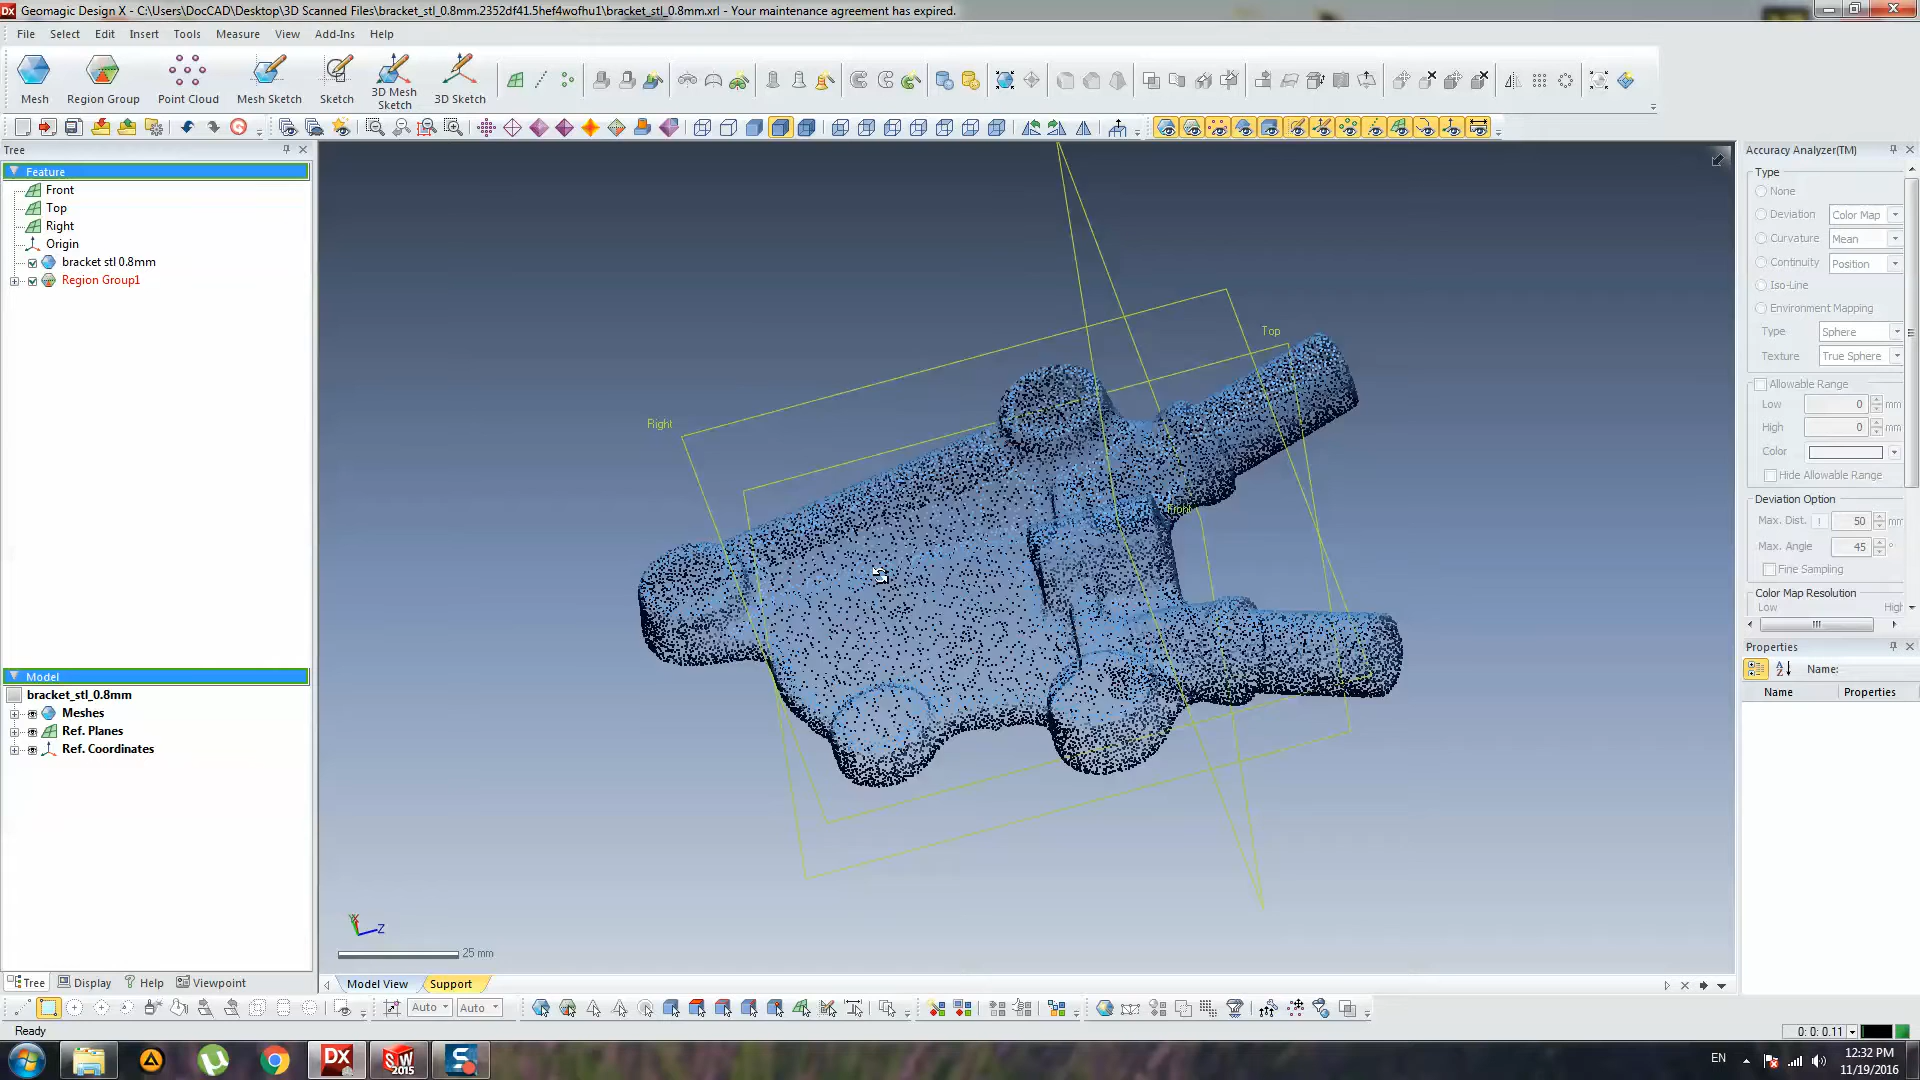 Geomagic Design X - C:\Users\DocCAD\Desktop\3D Scanned Files\bracket_stl_0.8mm.2352df41.5hef4wofhu1\bracket_stl_0.8mm.xrl - Your maintenance agreement has expired.
File Select Edit Insert Tools Measure View Add-Ins Help
Mesh Region Group Point Cloud Mesh Sketch Sketch 3D Mesh Sketch 3D Sketch
Tree
Feature
Front
Top
Right
Origin
bracket stl 0.8mm
Region Group1
Model
bracket_stl_0.8mm
Meshes
Ref. Planes
Ref. Coordinates
Tree Display Help Viewpoint
Right
Top
Front
Z
25 mm
Model View Support
Accuracy Analyzer(TM)
Type
None
Deviation Color Map
Curvature Mean
Continuity Position
Iso-Line
Environment Mapping
Type Sphere
Texture True Sphere
Allowable Range
Low 0 mm
High 0 mm
Color
Hide Allowable Range
Deviation Option
Max. Dist. 50 mm
Max. Angle 45 °
Fine Sampling
Color Map Resolution
Low High
Properties
Name:
Name Properties
Auto Auto
Ready
0: 0: 0.11
DX
SW
2015
EN
12:32 PM
11/19/2016